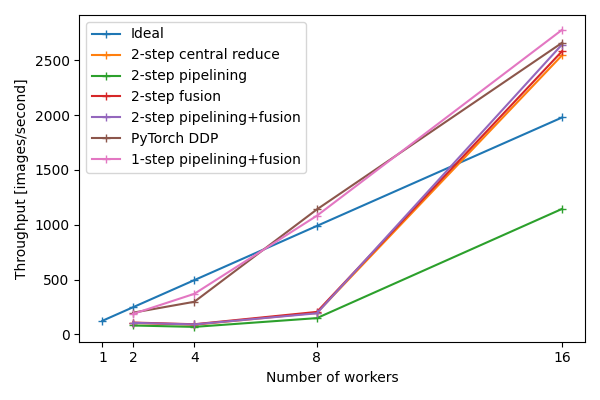 Ideal
2-step central reduce
2-step pipelining
2-step fusion
2-step pipelining+fusion
PyTorch DDP
1-step pipelining+fusion
Throughput [images/second]
2500
2000
1500
1000
500
0
1 2 4 8 16
Number of workers